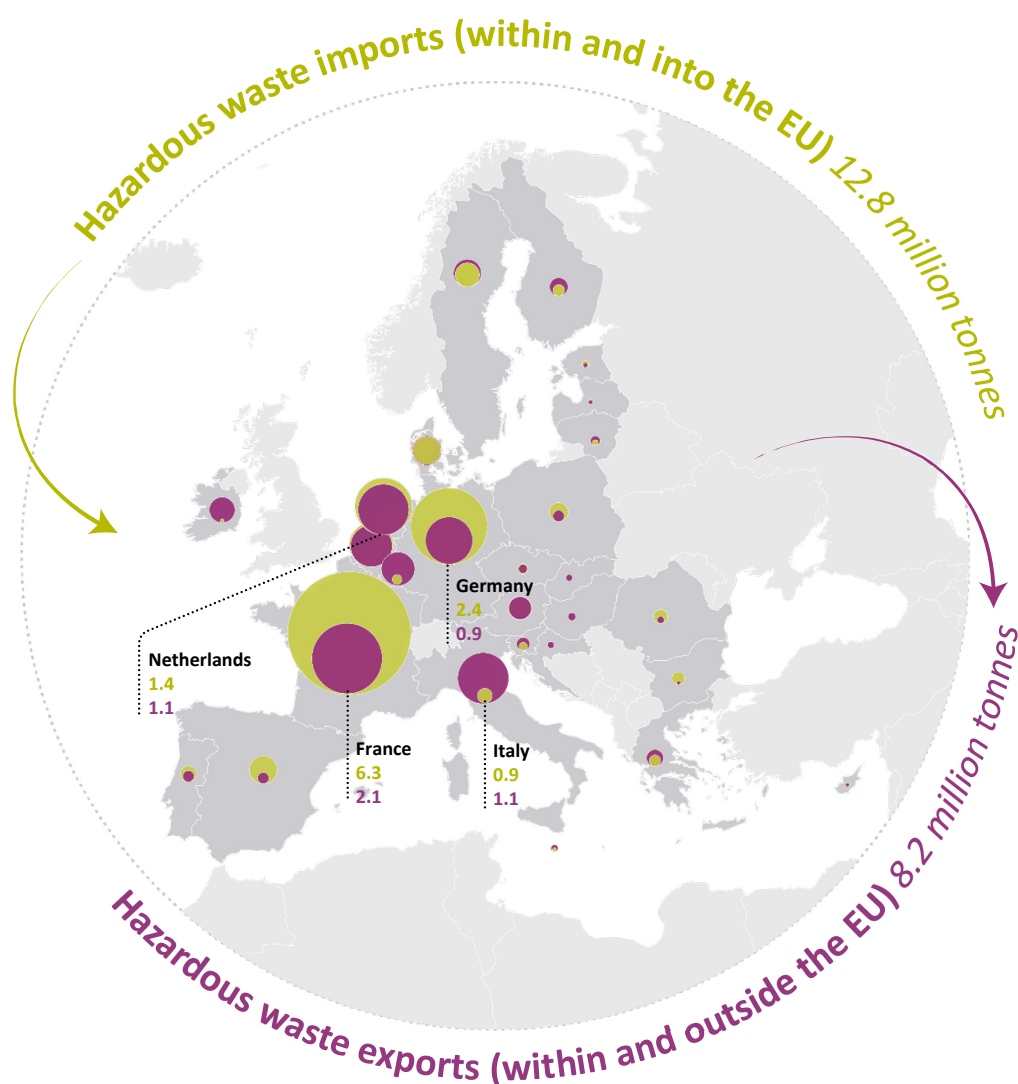 Hazardous waste imports (within and into the EU) 12.8 million tonnes
Germany
2.4
0.9
Netherlands
1.4
1.1
France
6.3
2.1
Italy
0.9
1.1
Hazardous waste exports (within and outside the EU) 8.2 million tonnes